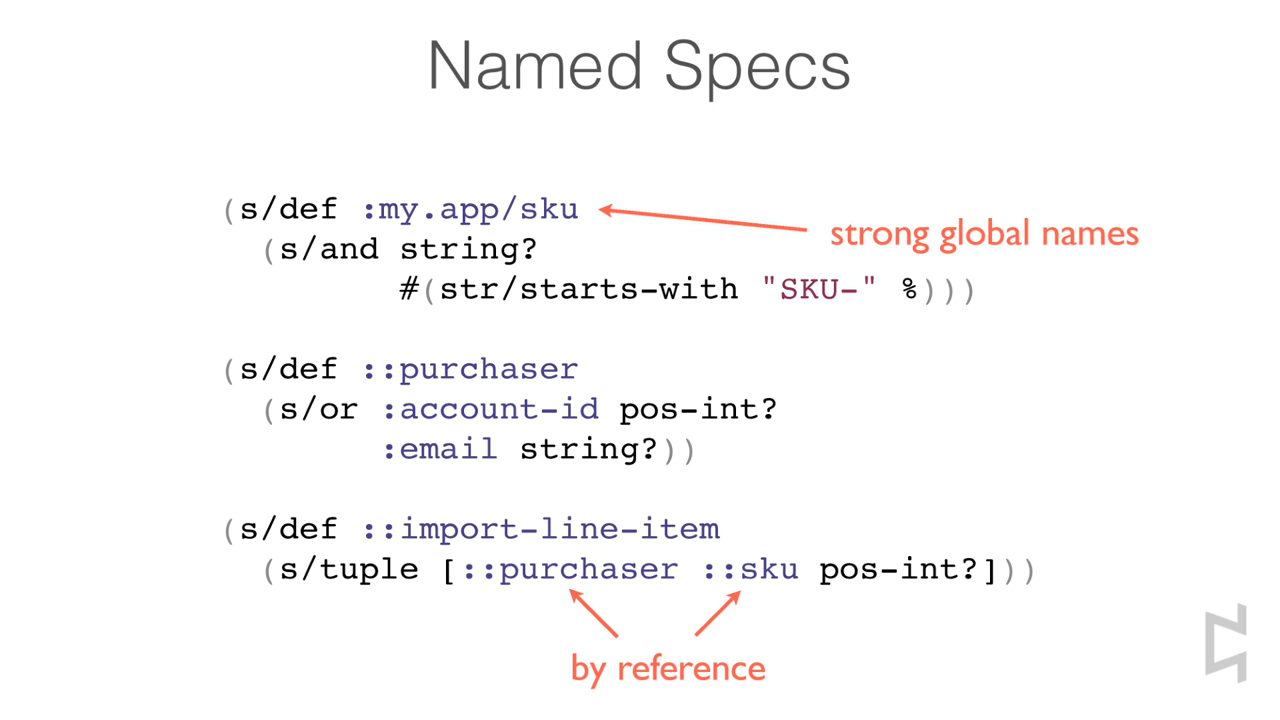 Named Specs
(s/def :my.app/sku
strong global names
(s/and string?
#(str/starts-with "SKU-" %)))
(s/def ::purchaser
(s/or :account-id pos-int?
:email string?))
(s/def ::import-line-item
(s/tuple [::purchaser ::sku pos-int?]))
by reference